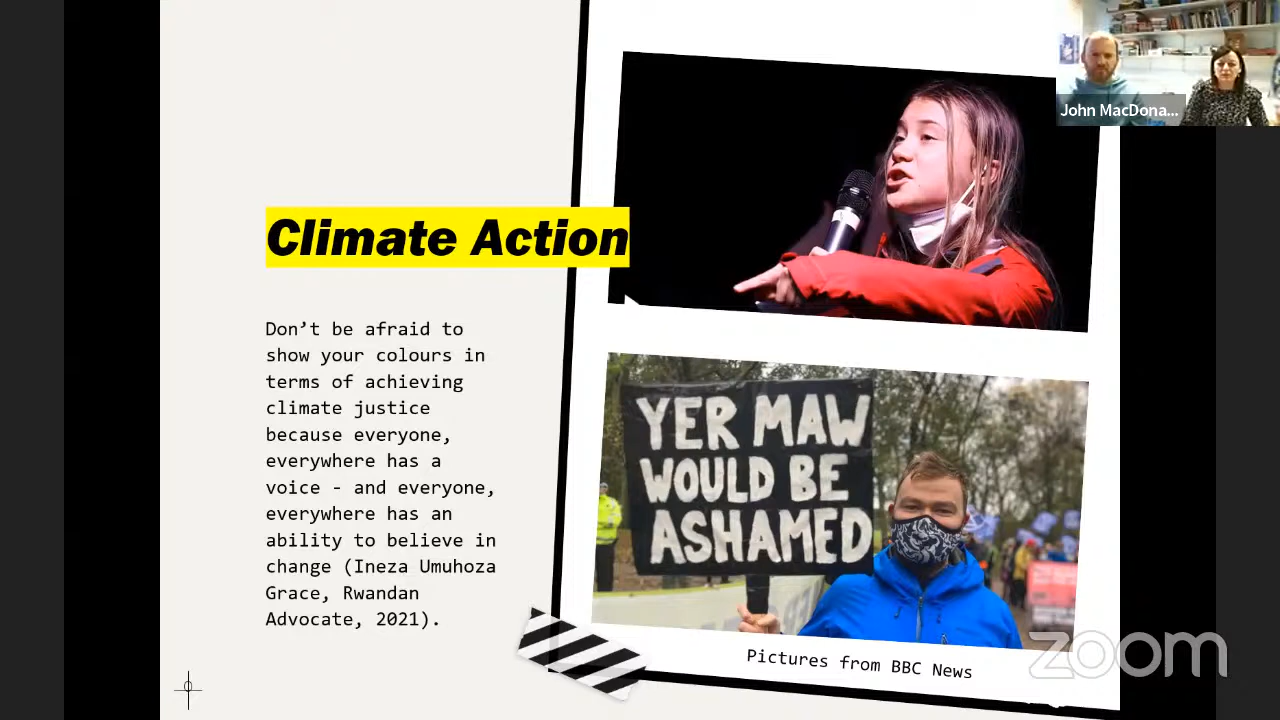 John MacDona...
Climate Action
Don’t be afraid to
show your colours in
terms of achieving
climate justice
because everyone,
everywhere has a
voice - and everyone,
everywhere has an
ability to believe in
change (Ineza Umuhoza
Grace, Rwandan
Advocate, 2021).
YER MAW
WOULD BE
ASHAMED
Pictures from BBC News
zoom